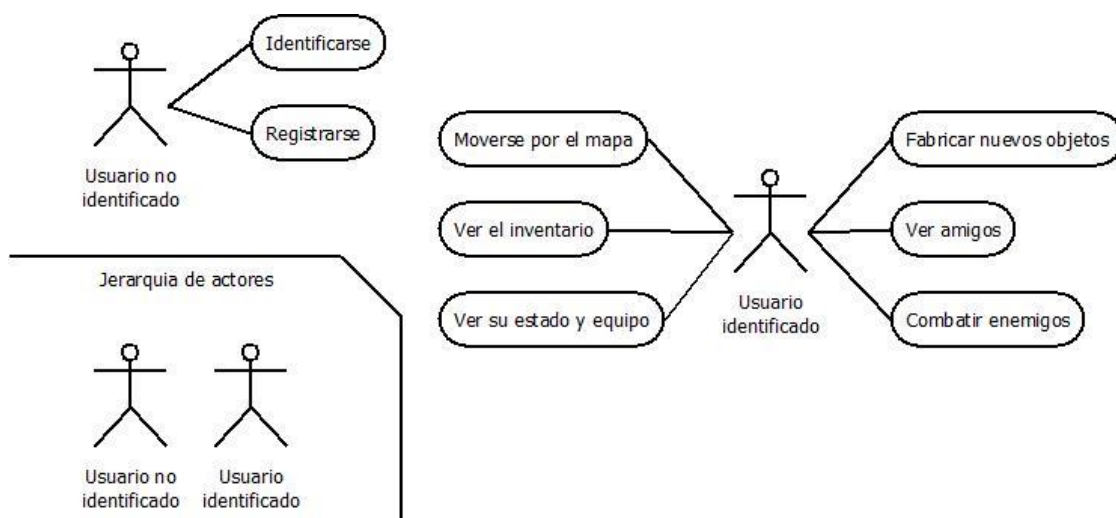 Identificarse
Registrarse
Usuario no
identificado
Jerarquia de actores
Usuario no
identificado
Usuario
identificado
Moverse por el mapa
Ver el inventario
Ver su estado y equipo
Usuario
identificado
Fabricar nuevos objetos
Ver amigos
Combatir enemigos